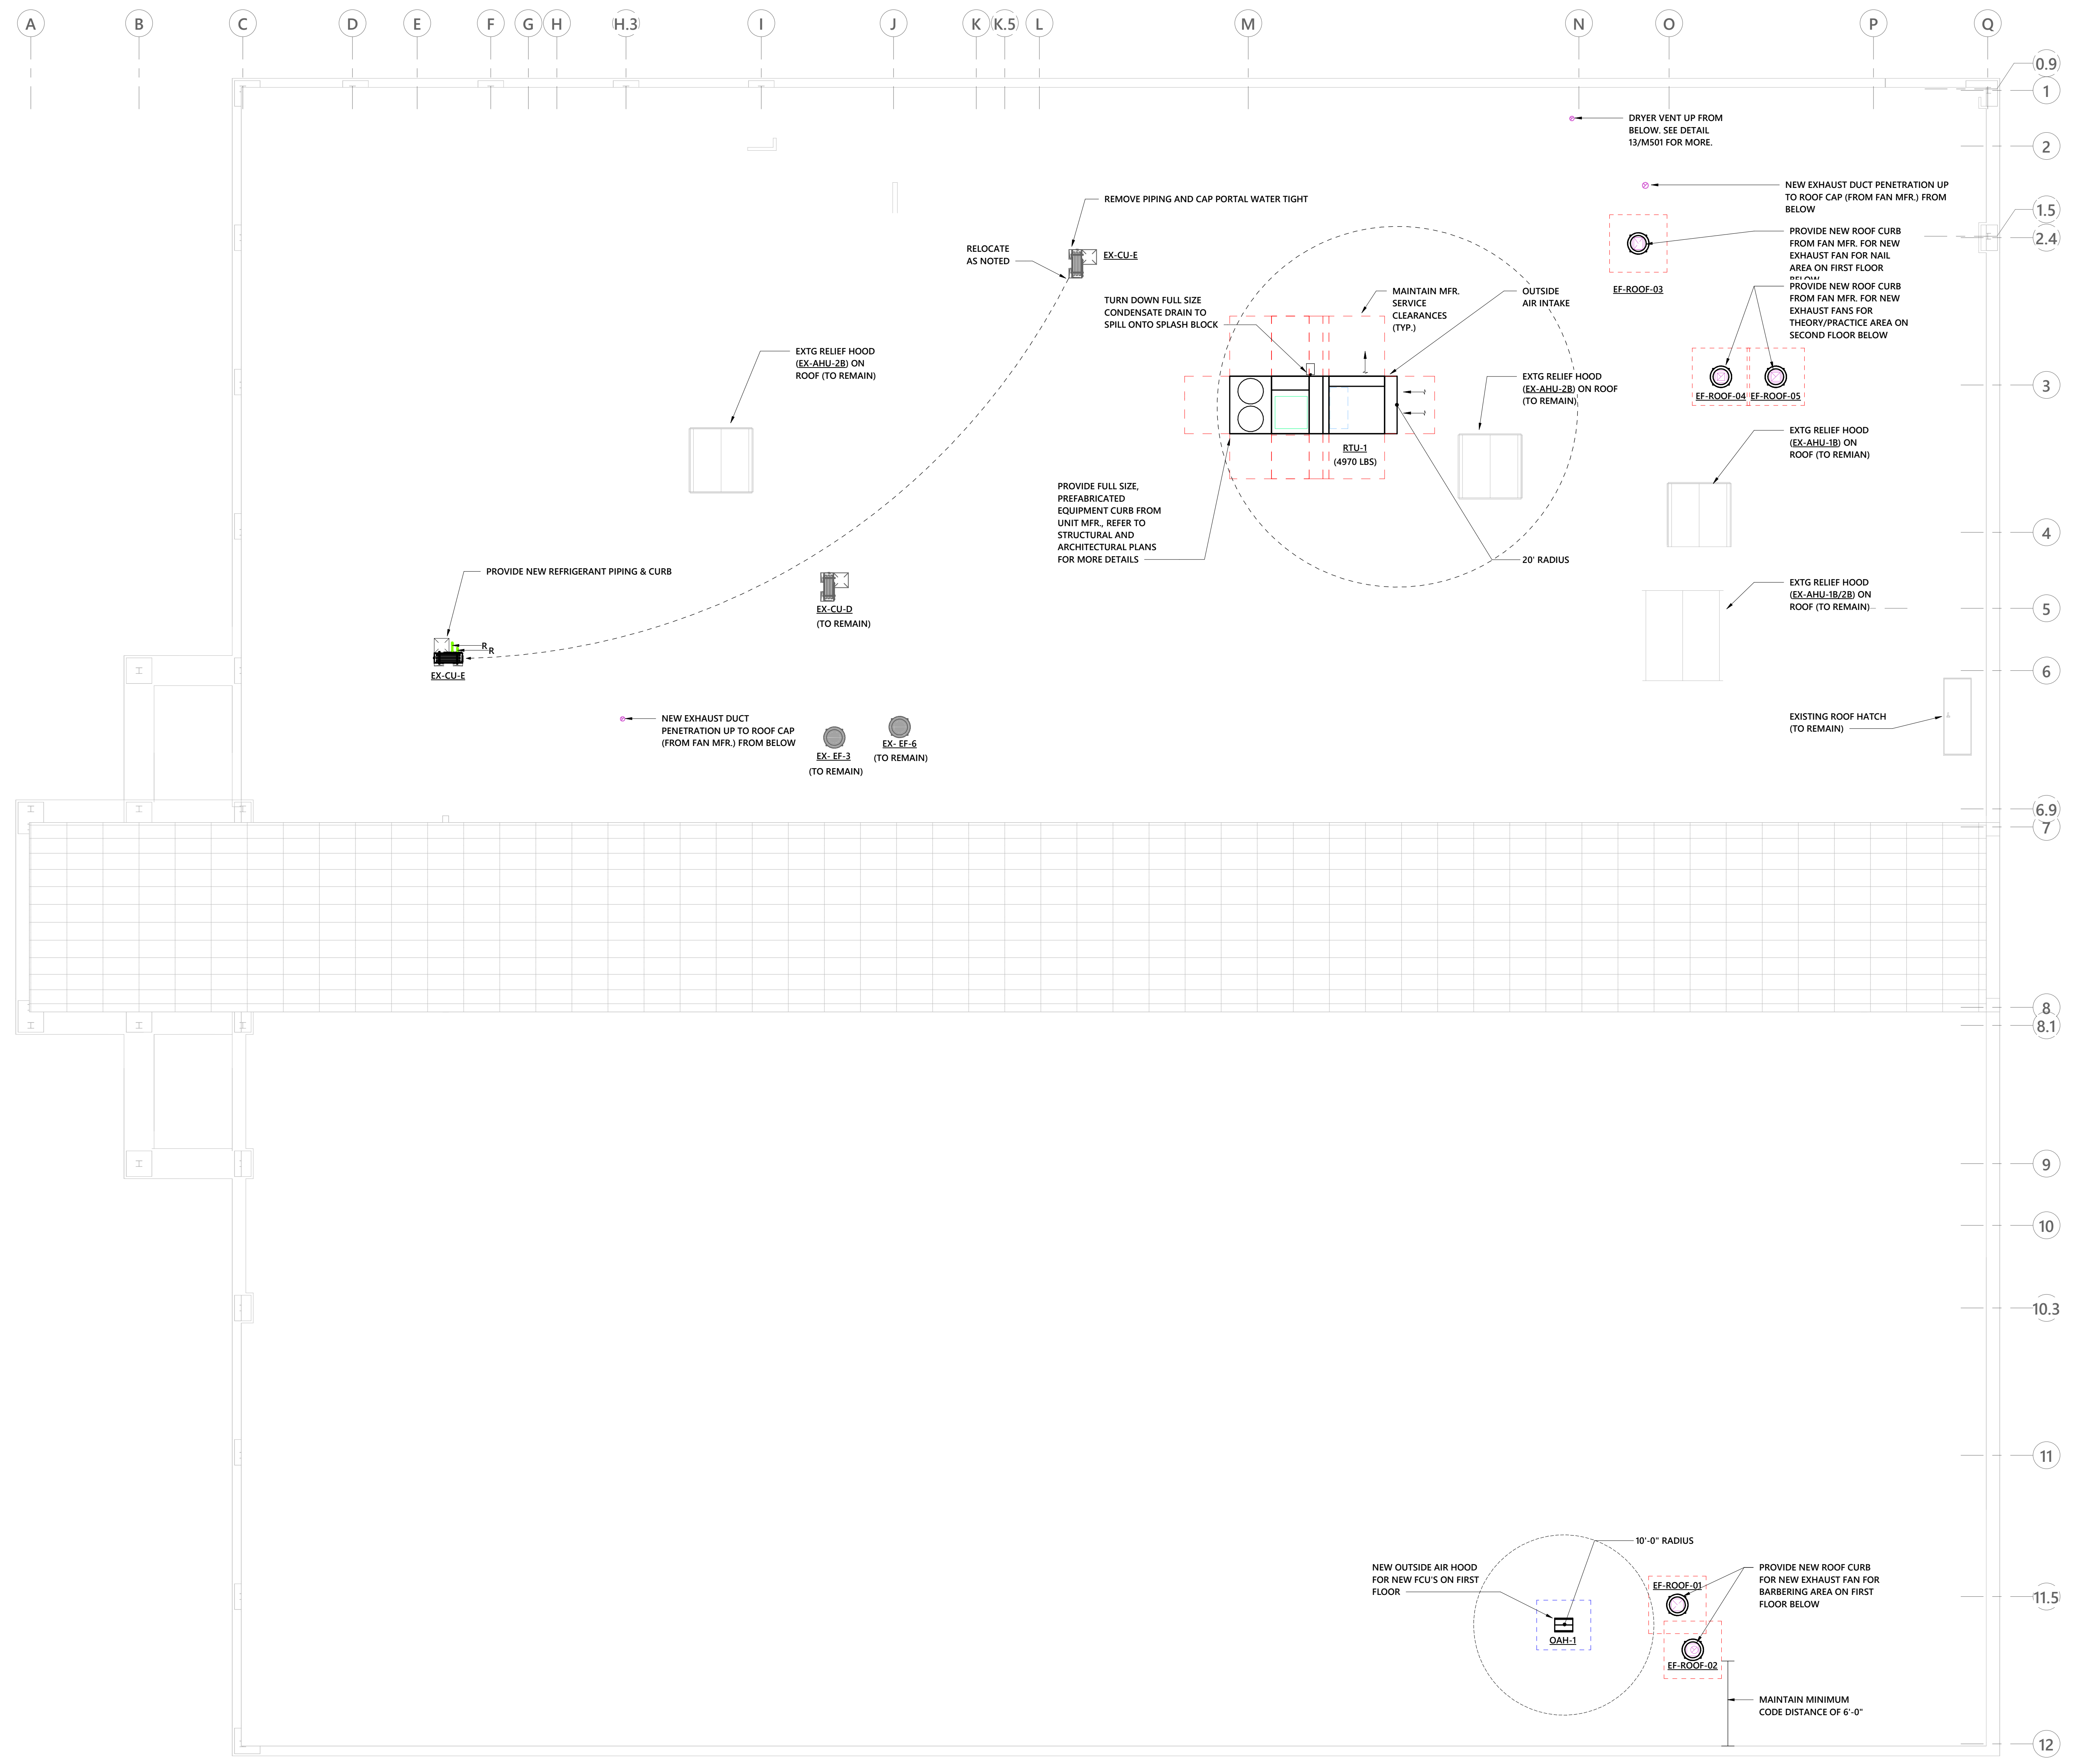 A
B
C
D
E
F
G
H
H.3
I
J
K
K.5
L
M
N
O
P
Q
0.9
1
2
1.5
2.4
3
4
5
6
6.9
7
8
8.1
9
10
10.3
11
11.5
12
DRYER VENT UP FROM
BELOW. SEE DETAIL
13/M501 FOR MORE.
NEW EXHAUST DUCT PENETRATION UP
TO ROOF CAP (FROM FAN MFR.) FROM
BELOW
REMOVE PIPING AND CAP PORTAL WATER TIGHT
RELOCATE
AS NOTED
EX-CU-E
PROVIDE NEW ROOF CURB
FROM FAN MFR. FOR NEW
EXHAUST FAN FOR NAIL
AREA ON FIRST FLOOR
BELOW
EF-ROOF-03
PROVIDE NEW ROOF CURB
FROM FAN MFR. FOR NEW
EXHAUST FANS FOR
THEORY/PRACTICE AREA ON
SECOND FLOOR BELOW
TURN DOWN FULL SIZE
CONDENSATE DRAIN TO
SPILL ONTO SPLASH BLOCK
MAINTAIN MFR.
SERVICE
CLEARANCES
(TYP.)
OUTSIDE
AIR INTAKE
EXTG RELIEF HOOD
(EX-AHU-2B) ON
ROOF (TO REMAIN)
EXTG RELIEF HOOD
(EX-AHU-2B) ON ROOF
(TO REMAIN)
EF-ROOF-04
EF-ROOF-05
RTU-1
(4970 LBS)
EXTG RELIEF HOOD
(EX-AHU-1B) ON
ROOF (TO REMIAN)
PROVIDE FULL SIZE,
PREFABRICATED
EQUIPMENT CURB FROM
UNIT MFR., REFER TO
STRUCTURAL AND
ARCHITECTURAL PLANS
FOR MORE DETAILS
20' RADIUS
PROVIDE NEW REFRIGERANT PIPING & CURB
EX-CU-D
(TO REMAIN)
EXTG RELIEF HOOD
(EX-AHU-1B/2B) ON
ROOF (TO REMAIN)
R
R
EX-CU-E
NEW EXHAUST DUCT
PENETRATION UP TO ROOF CAP
(FROM FAN MFR.) FROM BELOW
EX- EF-3
(TO REMAIN)
EX- EF-6
(TO REMAIN)
EXISTING ROOF HATCH
(TO REMAIN)
10'-0" RADIUS
NEW OUTSIDE AIR HOOD
FOR NEW FCU'S ON FIRST
FLOOR
OAH-1
EF-ROOF-01
EF-ROOF-02
PROVIDE NEW ROOF CURB
FOR NEW EXHAUST FAN FOR
BARBERING AREA ON FIRST
FLOOR BELOW
MAINTAIN MINIMUM
CODE DISTANCE OF 6'-0"